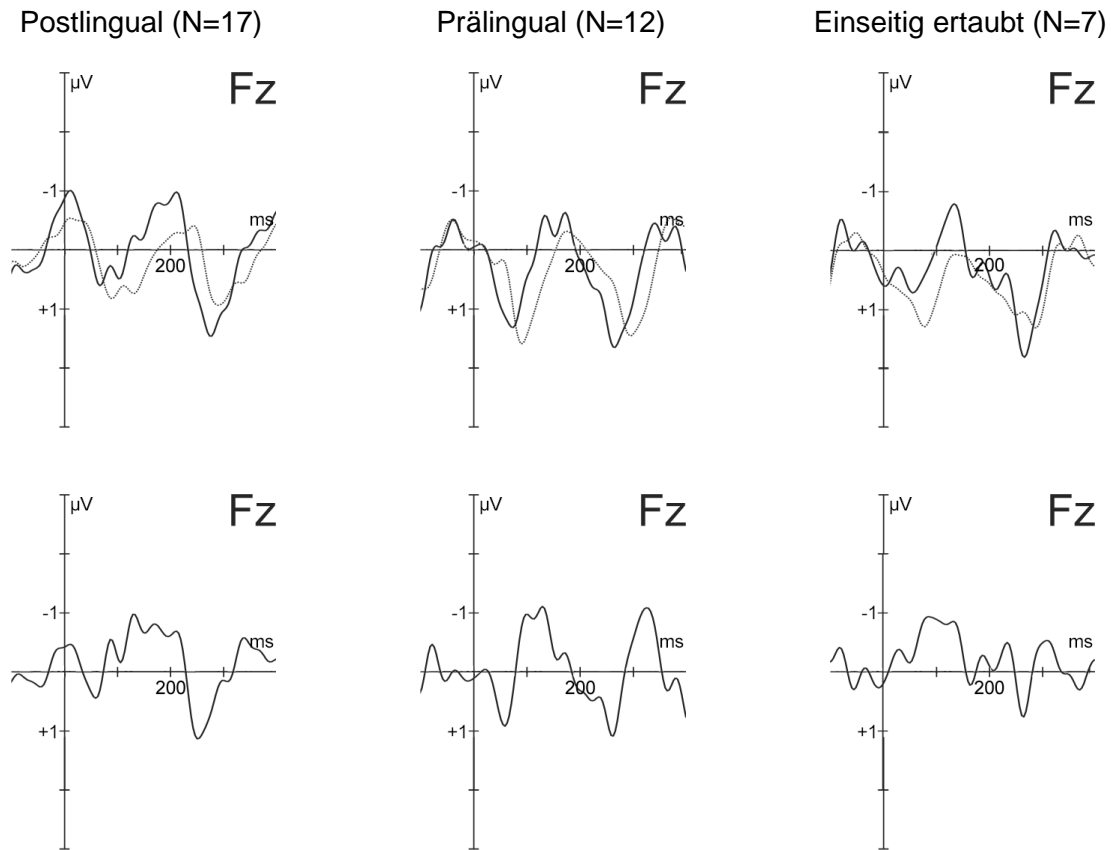 Postlingual (N=17) Prälingual (N=12) Einseitig ertaubt (N=7)
µV Fz µV Fz µV Fz
-1 -1 -1
ms ms ms
200 200 200
+1 +1 +1
µV Fz µV Fz µV Fz
-1 -1 -1
ms ms ms
200 200 200
+1 +1 +1